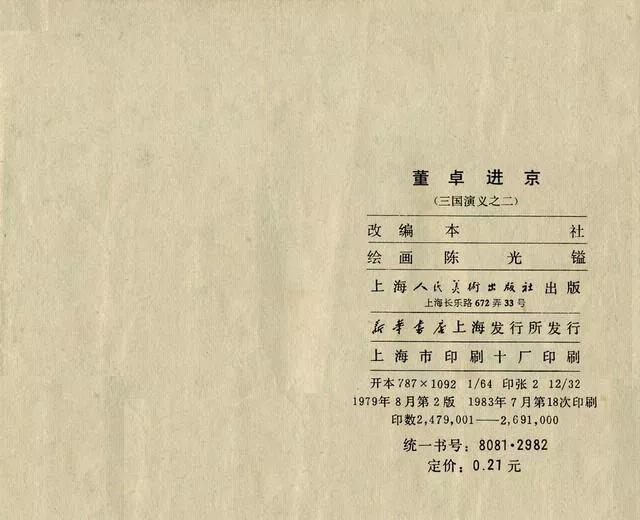 董卓进京
（三国演义之二）
改编 本社
绘画 陈光镒
上海人民美術出版社出版
上海长乐路672弄33号
新華書店上海发行所发行
上海市印刷十厂印刷
开本787×1092 1/64 印张2 12/32
1979年8月第2版 1983年7月第18次印刷
印数2,479,001——2,691,000
统一书号：8081·2982
定价：0.21元